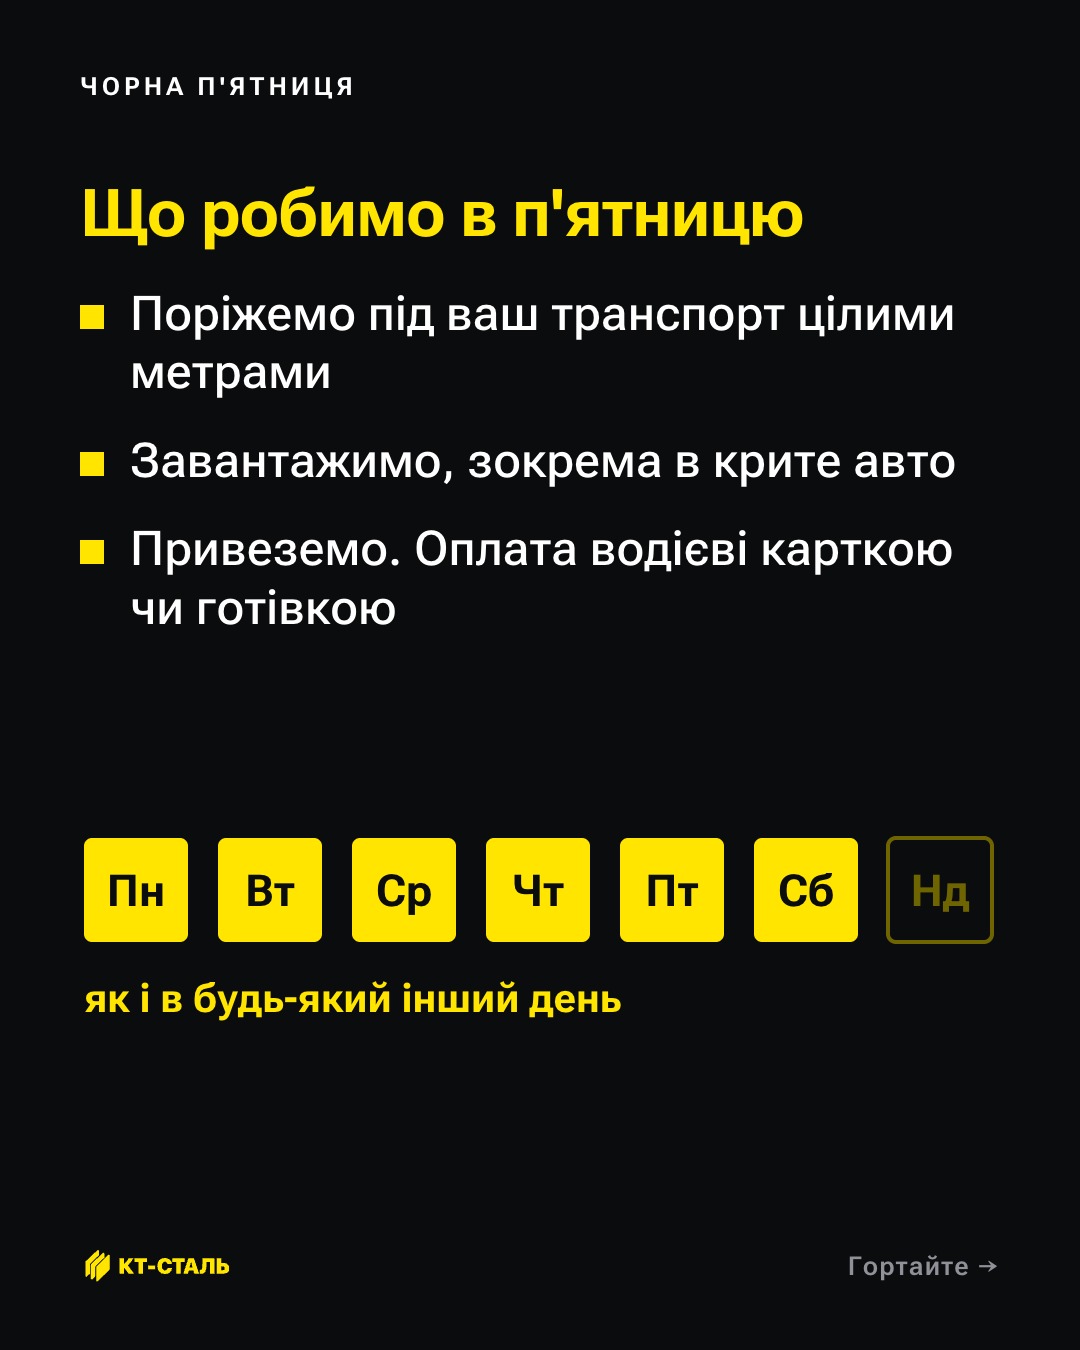 ЧОРНА П'ЯТНИЦЯ
Що робимо в п'ятницю
Поріжемо під ваш транспорт цілими
метрами
Завантажимо, зокрема в крите авто
Привеземо. Оплата водієві карткою
чи готівкою
Пн Вт Ср Чт Пт Сб Нд
як і в будь-який інший день
КТ-СТАЛЬ
Гортайте →